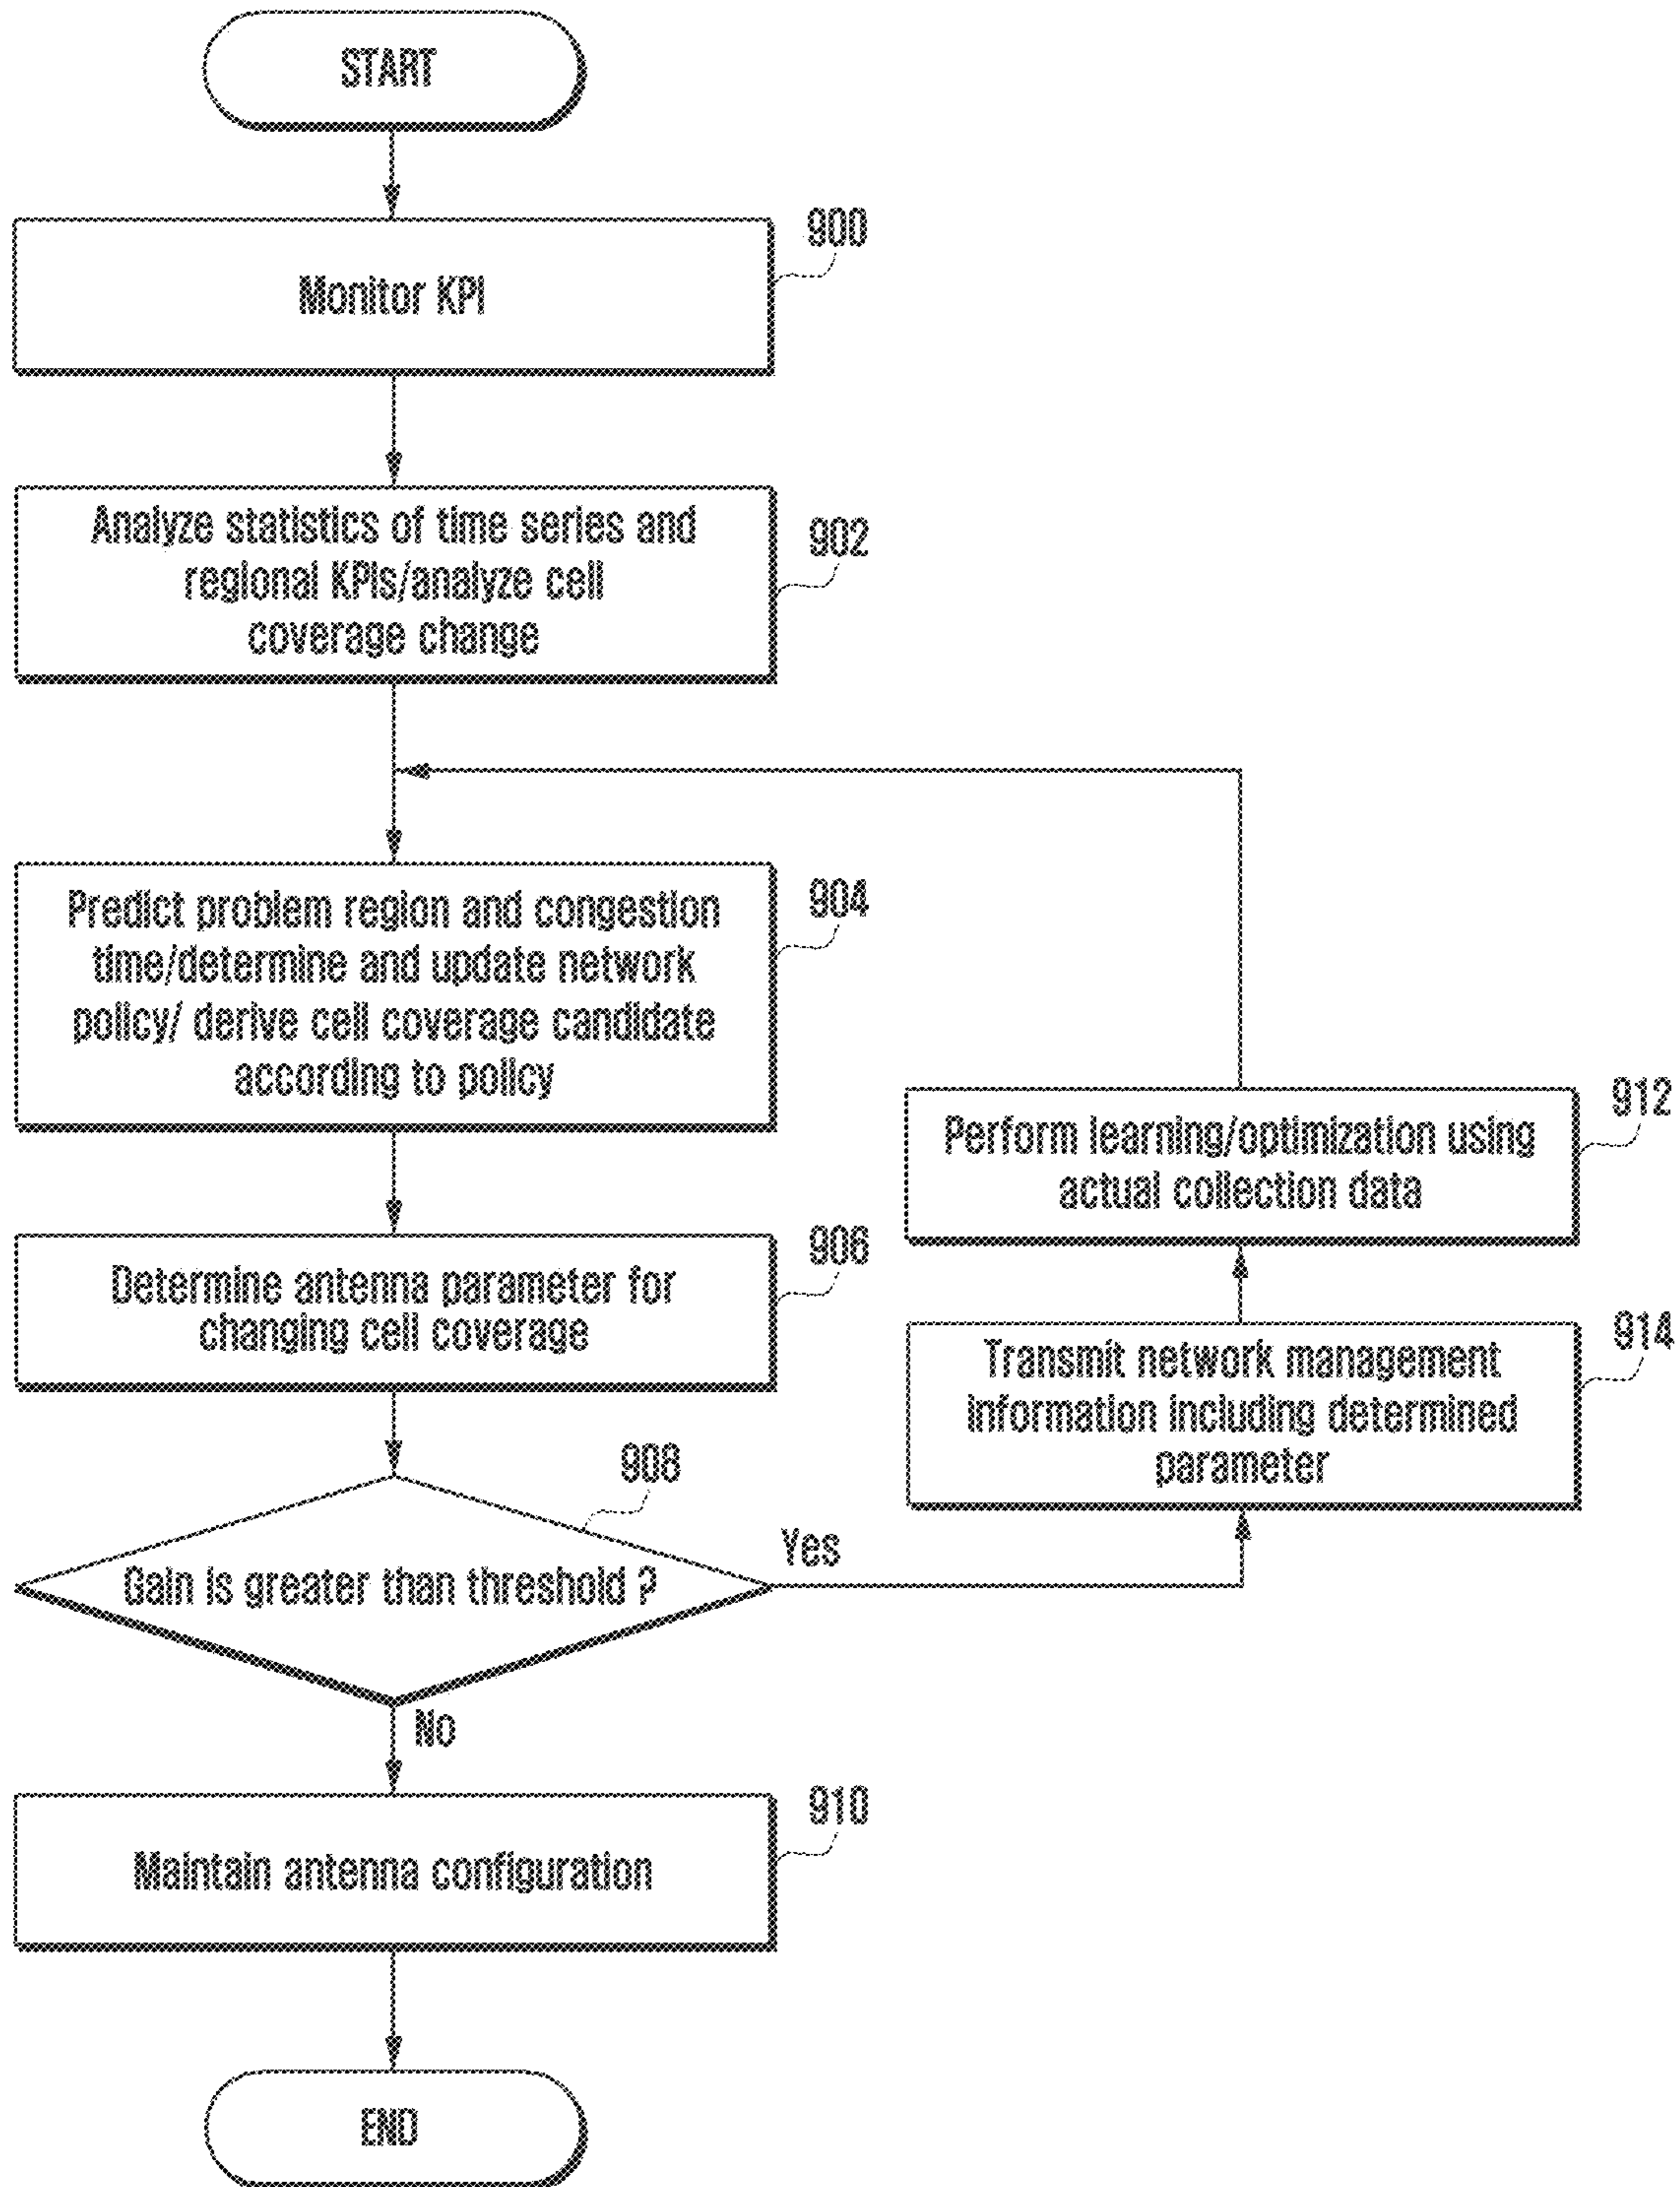 START
900
Monitor KPI
902
Analyze statistics of time series and
regional KPIs/analyze cell
coverage change
904
Predict problem region and congestion
time/determine and update network
policy/ derive cell coverage candidate
according to policy
912
Perform learning/optimization using
actual collection data
906
Determine antenna parameter for
changing cell coverage
914
Transmit network management
information including determined
parameter
908
Yes
Gain is greater than threshold ?
No
910
Maintain antenna configuration
END